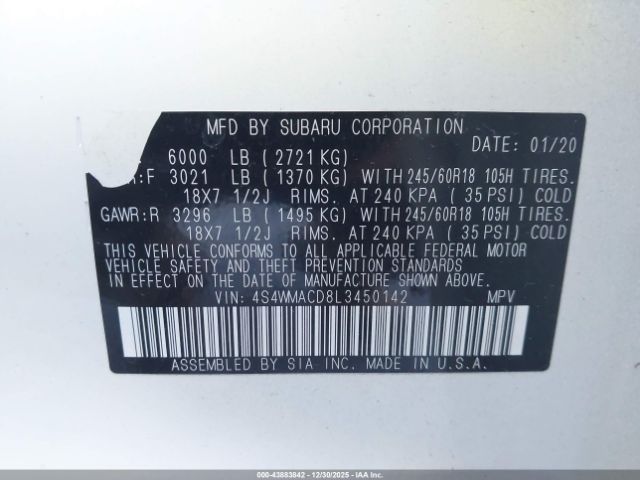 MFD BY SUBARU CORPORATION
DATE: 01/20
6000 LB ( 2721 KG)
:F 3021 LB ( 1370 KG) WITH 245/60R18 105H TIRES.
18X7 1/2J RIMS. AT 240 KPA ( 35 PSI) COLD
GAWR:R 3296 LB ( 1495 KG) WITH 245/60R18 105H TIRES.
18X7 1/2J RIMS. AT 240 KPA ( 35 PSI) COLD
THIS VEHICLE CONFORMS TO ALL APPLICABLE FEDERAL MOTOR
VEHICLE SAFETY AND THEFT PREVENTION STANDARDS
IN EFFECT ON THE DATE OF MANUFACTURE SHOWN ABOVE.
VIN: 4S4WMACD8L3450142 MPV
ASSEMBLED BY SIA INC. MADE IN U.S.A.
000-43883842 - 12/30/2025 - COPART